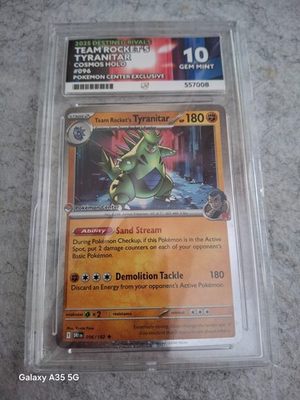 2025 DESTINED RIVALS
TEAM ROCKET'S
TYRANITAR
COSMOS HOLO
#096
POKEMON CENTER EXCLUSIVE
10
GEM MINT
557008
Team Rocket's Tyranitar
180
Ability Sand Stream
During Pokémon Checkup, if this Pokémon is in the Active
Spot, put 2 damage counters on each of your opponent's
Basic Pokémon.
Demolition Tackle 180
Discard an Energy from your opponent's Active Pokémon.
×2
096/182
Galaxy A35 5G